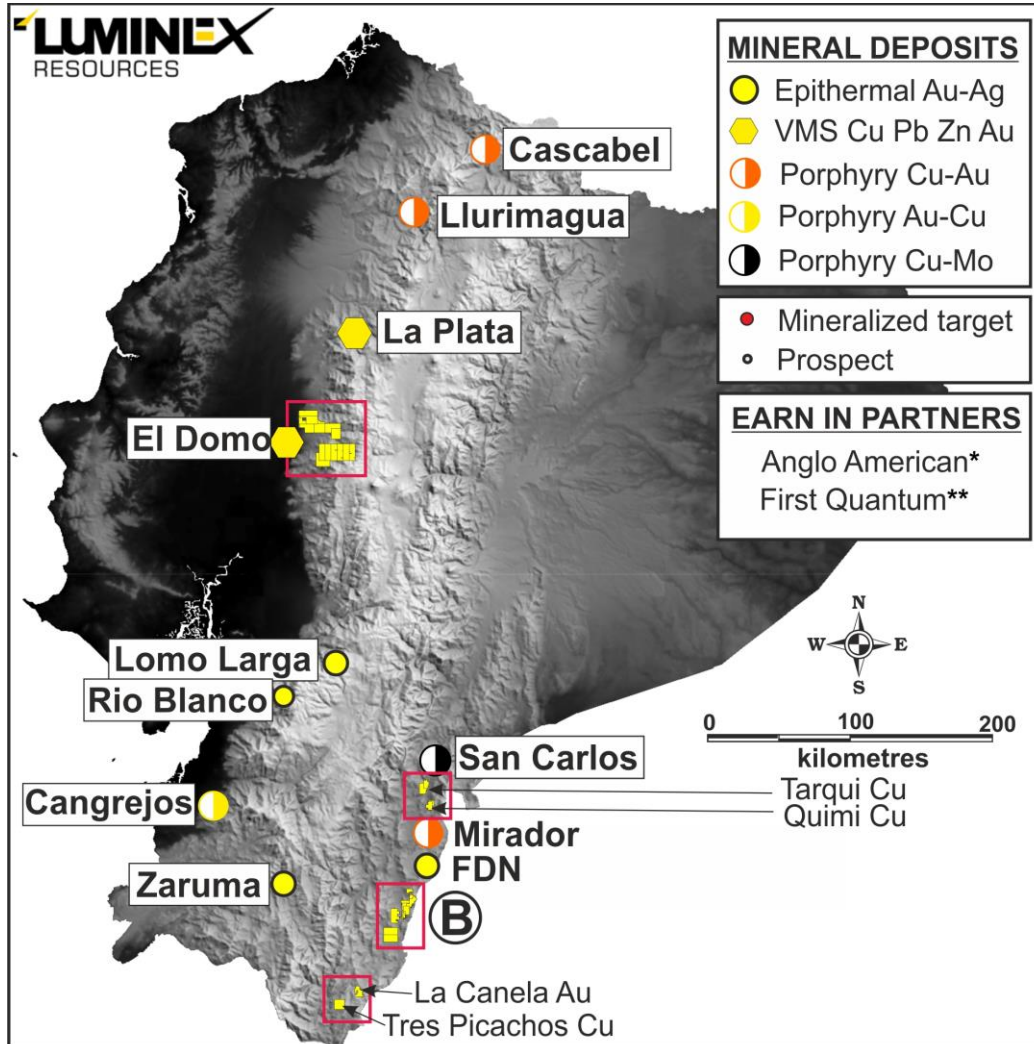 LUMINEX
RESOURCES
MINERAL DEPOSITS
Epithermal Au-Ag
VMS Cu Pb Zn Au
Porphyry Cu-Au
Porphyry Au-Cu
Porphyry Cu-Mo
Mineralized target
Prospect
EARN IN PARTNERS
Anglo American*
First Quantum**
Cascabel
Llurimagua
La Plata
El Domo
N
W E
S
Lomo Larga
Rio Blanco
0 100 200
kilometres
San Carlos
Tarqui Cu
Quimi Cu
Cangrejos
Mirador
FDN
Zaruma
B
La Canela Au
Tres Picachos Cu